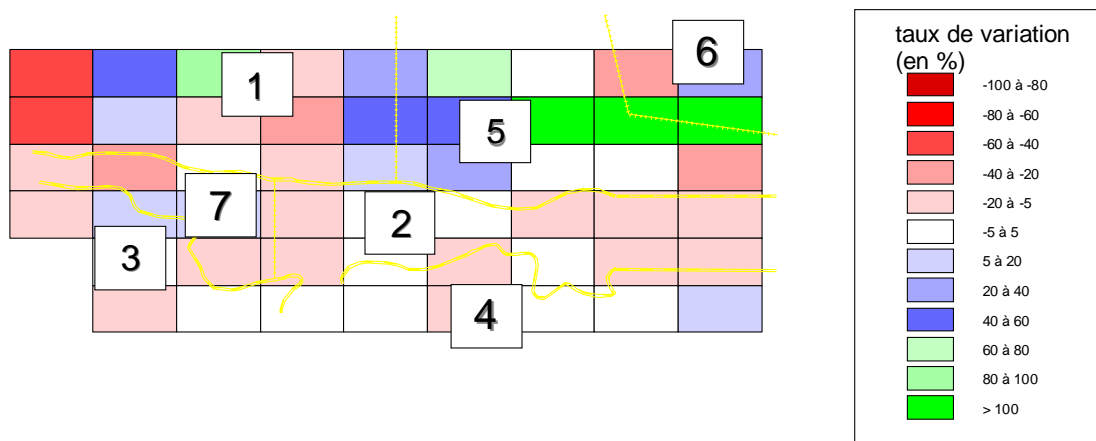 1
6
5
7
2
3
4
taux de variation
(en %)
-100 à -80
-80 à -60
-60 à -40
-40 à -20
-20 à -5
-5 à 5
5 à 20
20 à 40
40 à 60
60 à 80
80 à 100
> 100